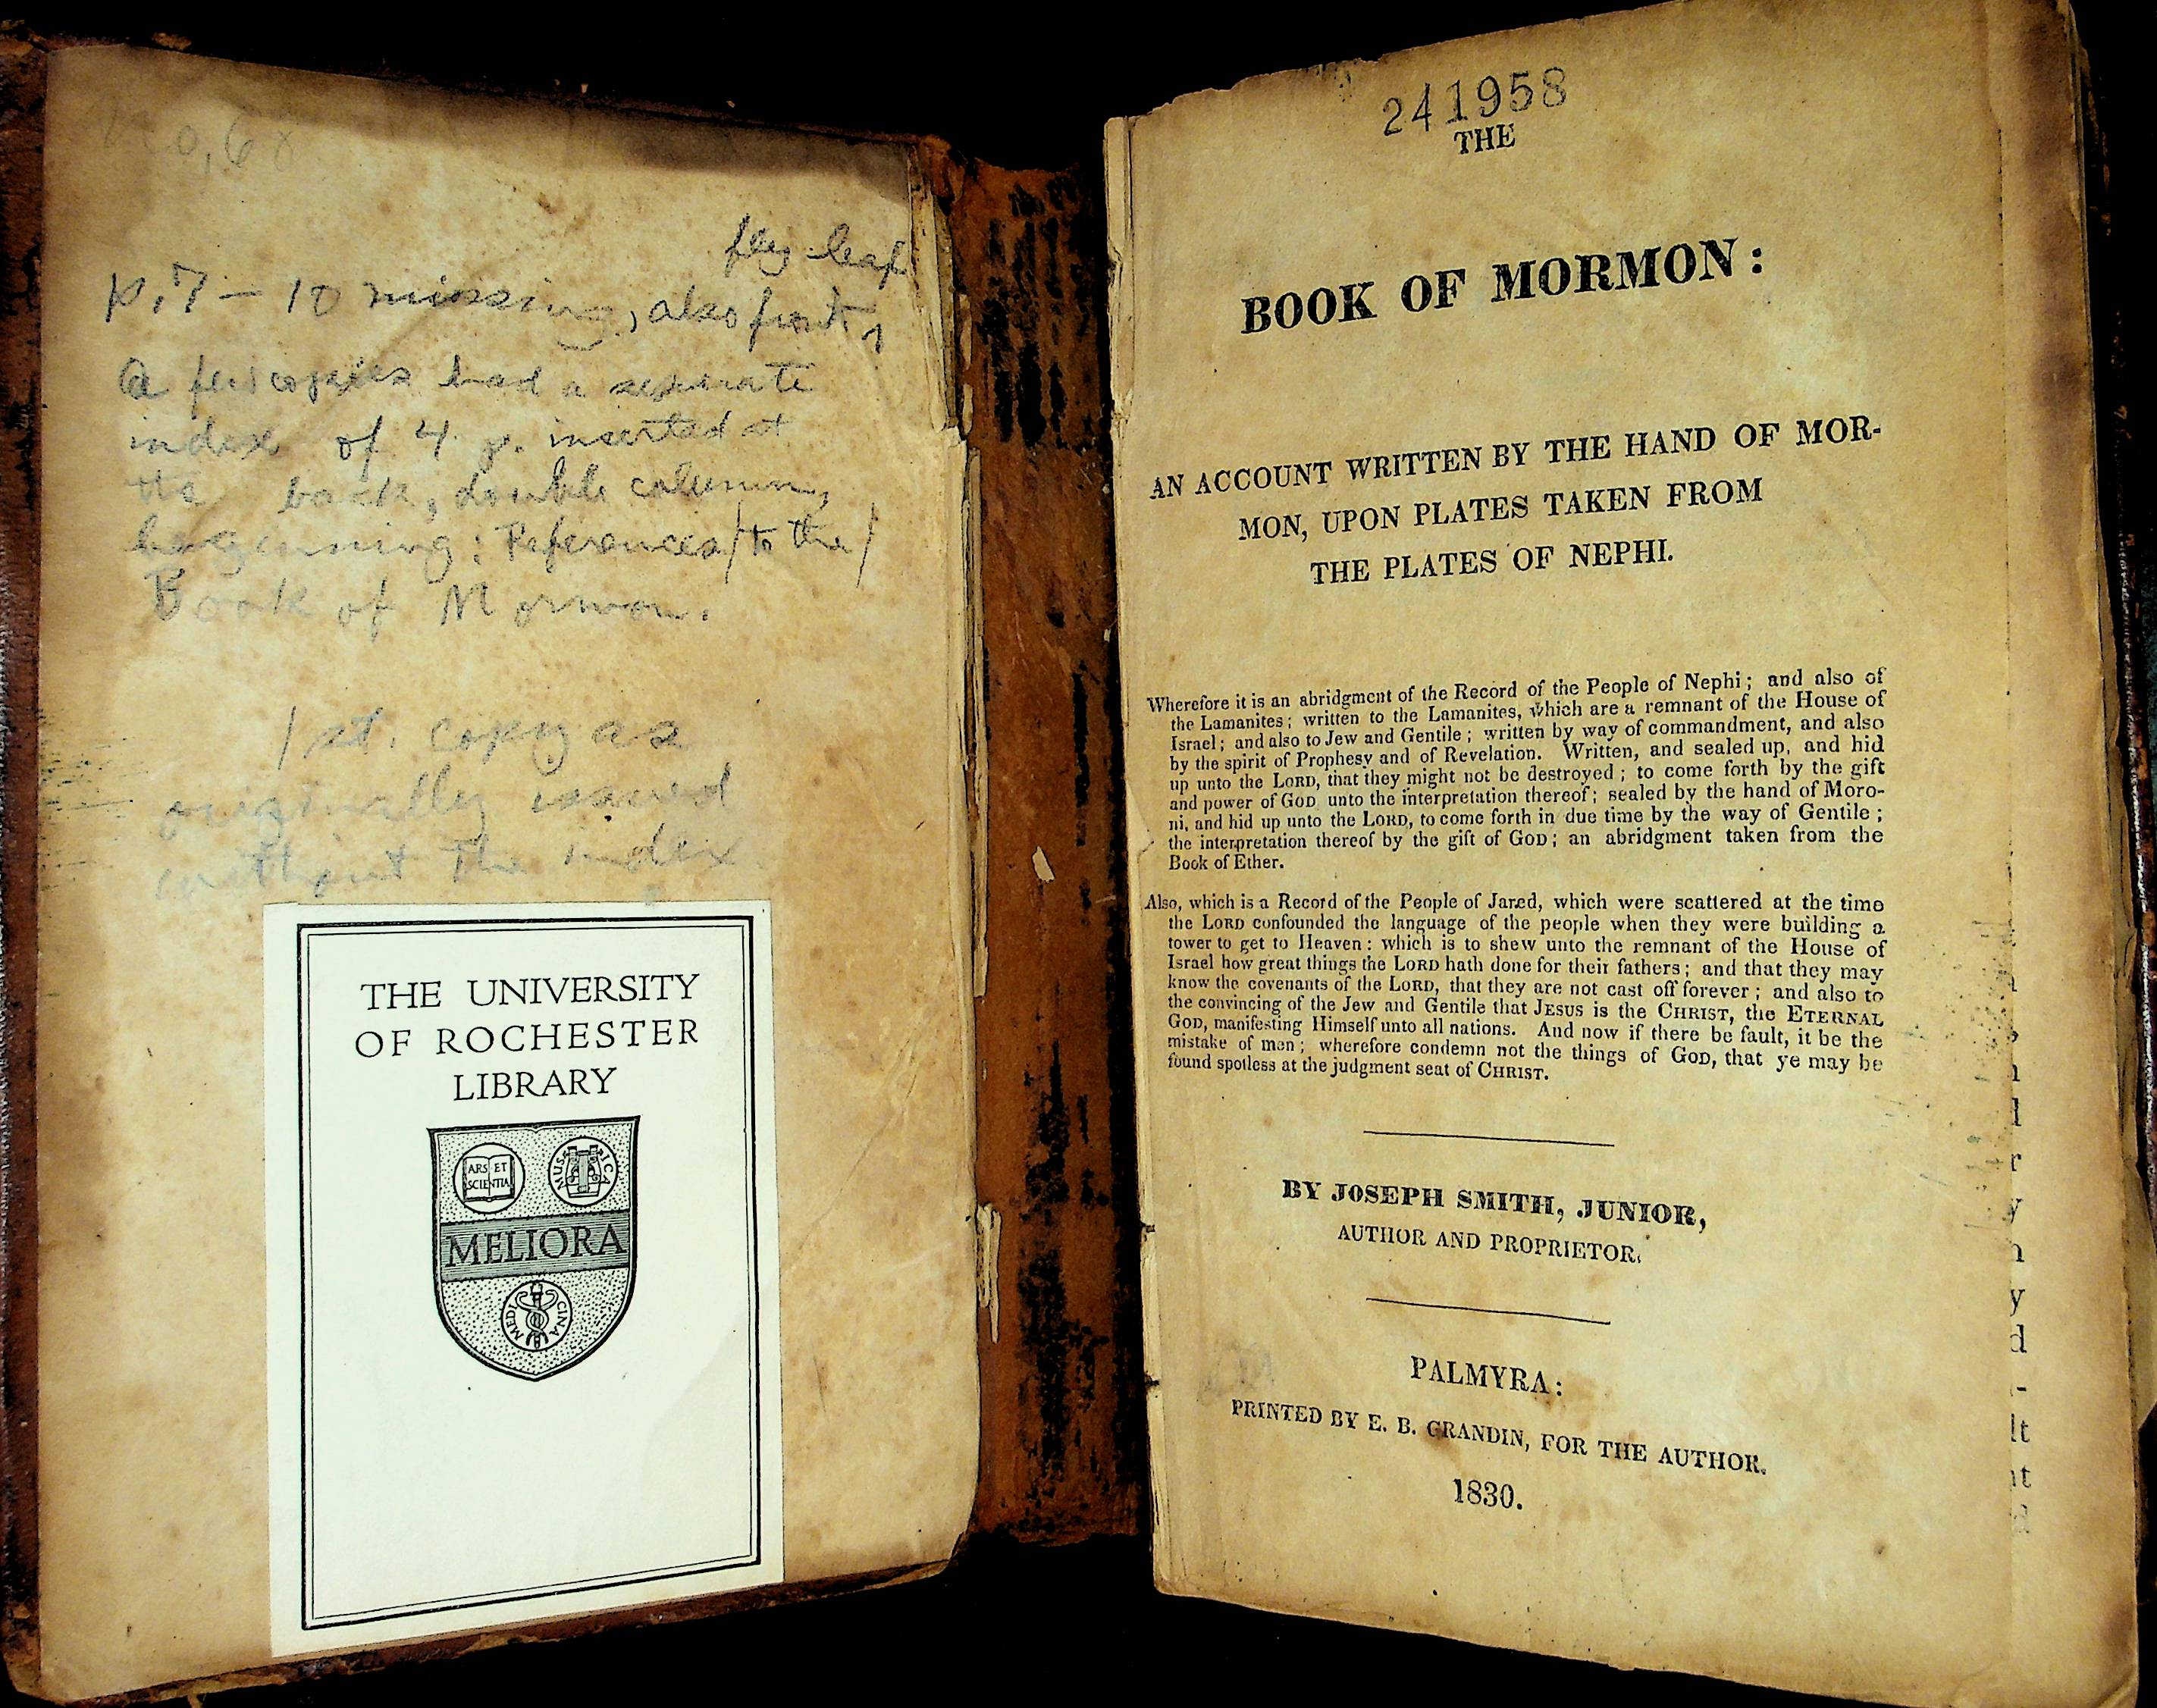 fly leaf
p. 7 - 10 missing, also front
A few copies had a separate
index of 4 p. inserted at
the back, double column,
beginning: References / to the /
Book of Mormon.
1st. copy as
originally issued
without the index
THE UNIVERSITY
OF ROCHESTER
LIBRARY
ARS ET
SCIENTIA
MUSICA
MELIORA
MEDICINA
241958
THE
BOOK OF MORMON:
AN ACCOUNT WRITTEN BY THE HAND OF MOR-
MON, UPON PLATES TAKEN FROM
THE PLATES OF NEPHI.
Wherefore it is an abridgment of the Record of the People of Nephi; and also of
the Lamanites; written to the Lamanites, which are a remnant of the House of
Israel; and also to Jew and Gentile; written by way of commandment, and also
by the spirit of Prophesy and of Revelation. Written, and sealed up, and hid
up unto the LORD, that they might not be destroyed; to come forth by the gift
and power of GOD unto the interpretation thereof; sealed by the hand of Moro-
ni, and hid up unto the LORD, to come forth in due time by the way of Gentile;
the interpretation thereof by the gift of GOD; an abridgment taken from the
Book of Ether.
Also, which is a Record of the People of Jared, which were scattered at the time
the LORD confounded the language of the people when they were building a
tower to get to Heaven: which is to shew unto the remnant of the House of
Israel how great things the LORD hath done for their fathers; and that they may
know the covenants of the LORD, that they are not cast off forever; and also to
the convincing of the Jew and Gentile that JESUS is the CHRIST, the ETERNAL
GOD, manifesting Himself unto all nations. And now if there be fault, it be the
mistake of men; wherefore condemn not the things of GOD, that ye may be
found spotless at the judgment seat of CHRIST.
BY JOSEPH SMITH, JUNIOR,
AUTHOR AND PROPRIETOR.
PALMYRA:
PRINTED BY E. B. GRANDIN, FOR THE AUTHOR.
1830.